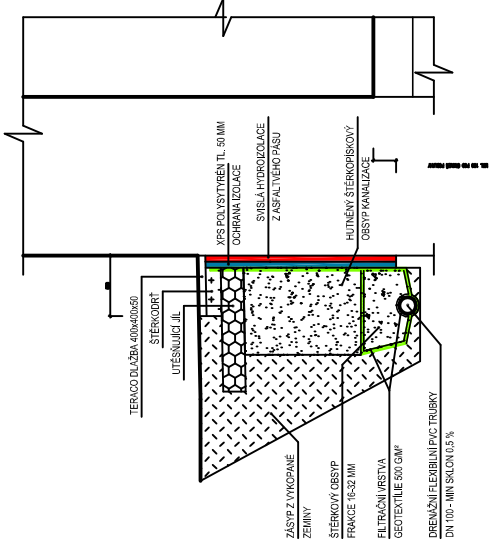 TERACO DLAŽBA 400x400x50
ŠTĚRKODRŤ
UTĚSŇUJÍCÍ JÍL
XPS POLYSYTYRÉN TL. 50 MM
OCHRANA IZOLACE
SVISLÁ HYDROIZOLACE
Z ASFALTVÉHO PÁSU
HUTNĚNÝ ŠTĚRKOPÍSKOVÝ
OBSYP KANALIZACE
ZÁSYP Z VYKOPANÉ
ZEMINY
ŠTĚRKOVÝ OBSYP
FRAKCE 16-32 MM
FILTRAČNÍ VRSTVA
GEOTEXTÍLIE 500 G/M²
DRENÁŽNÍ FLEXIBILNÍ PVC TRUBKY
DN 100 - MIN SKLON 0,5 %